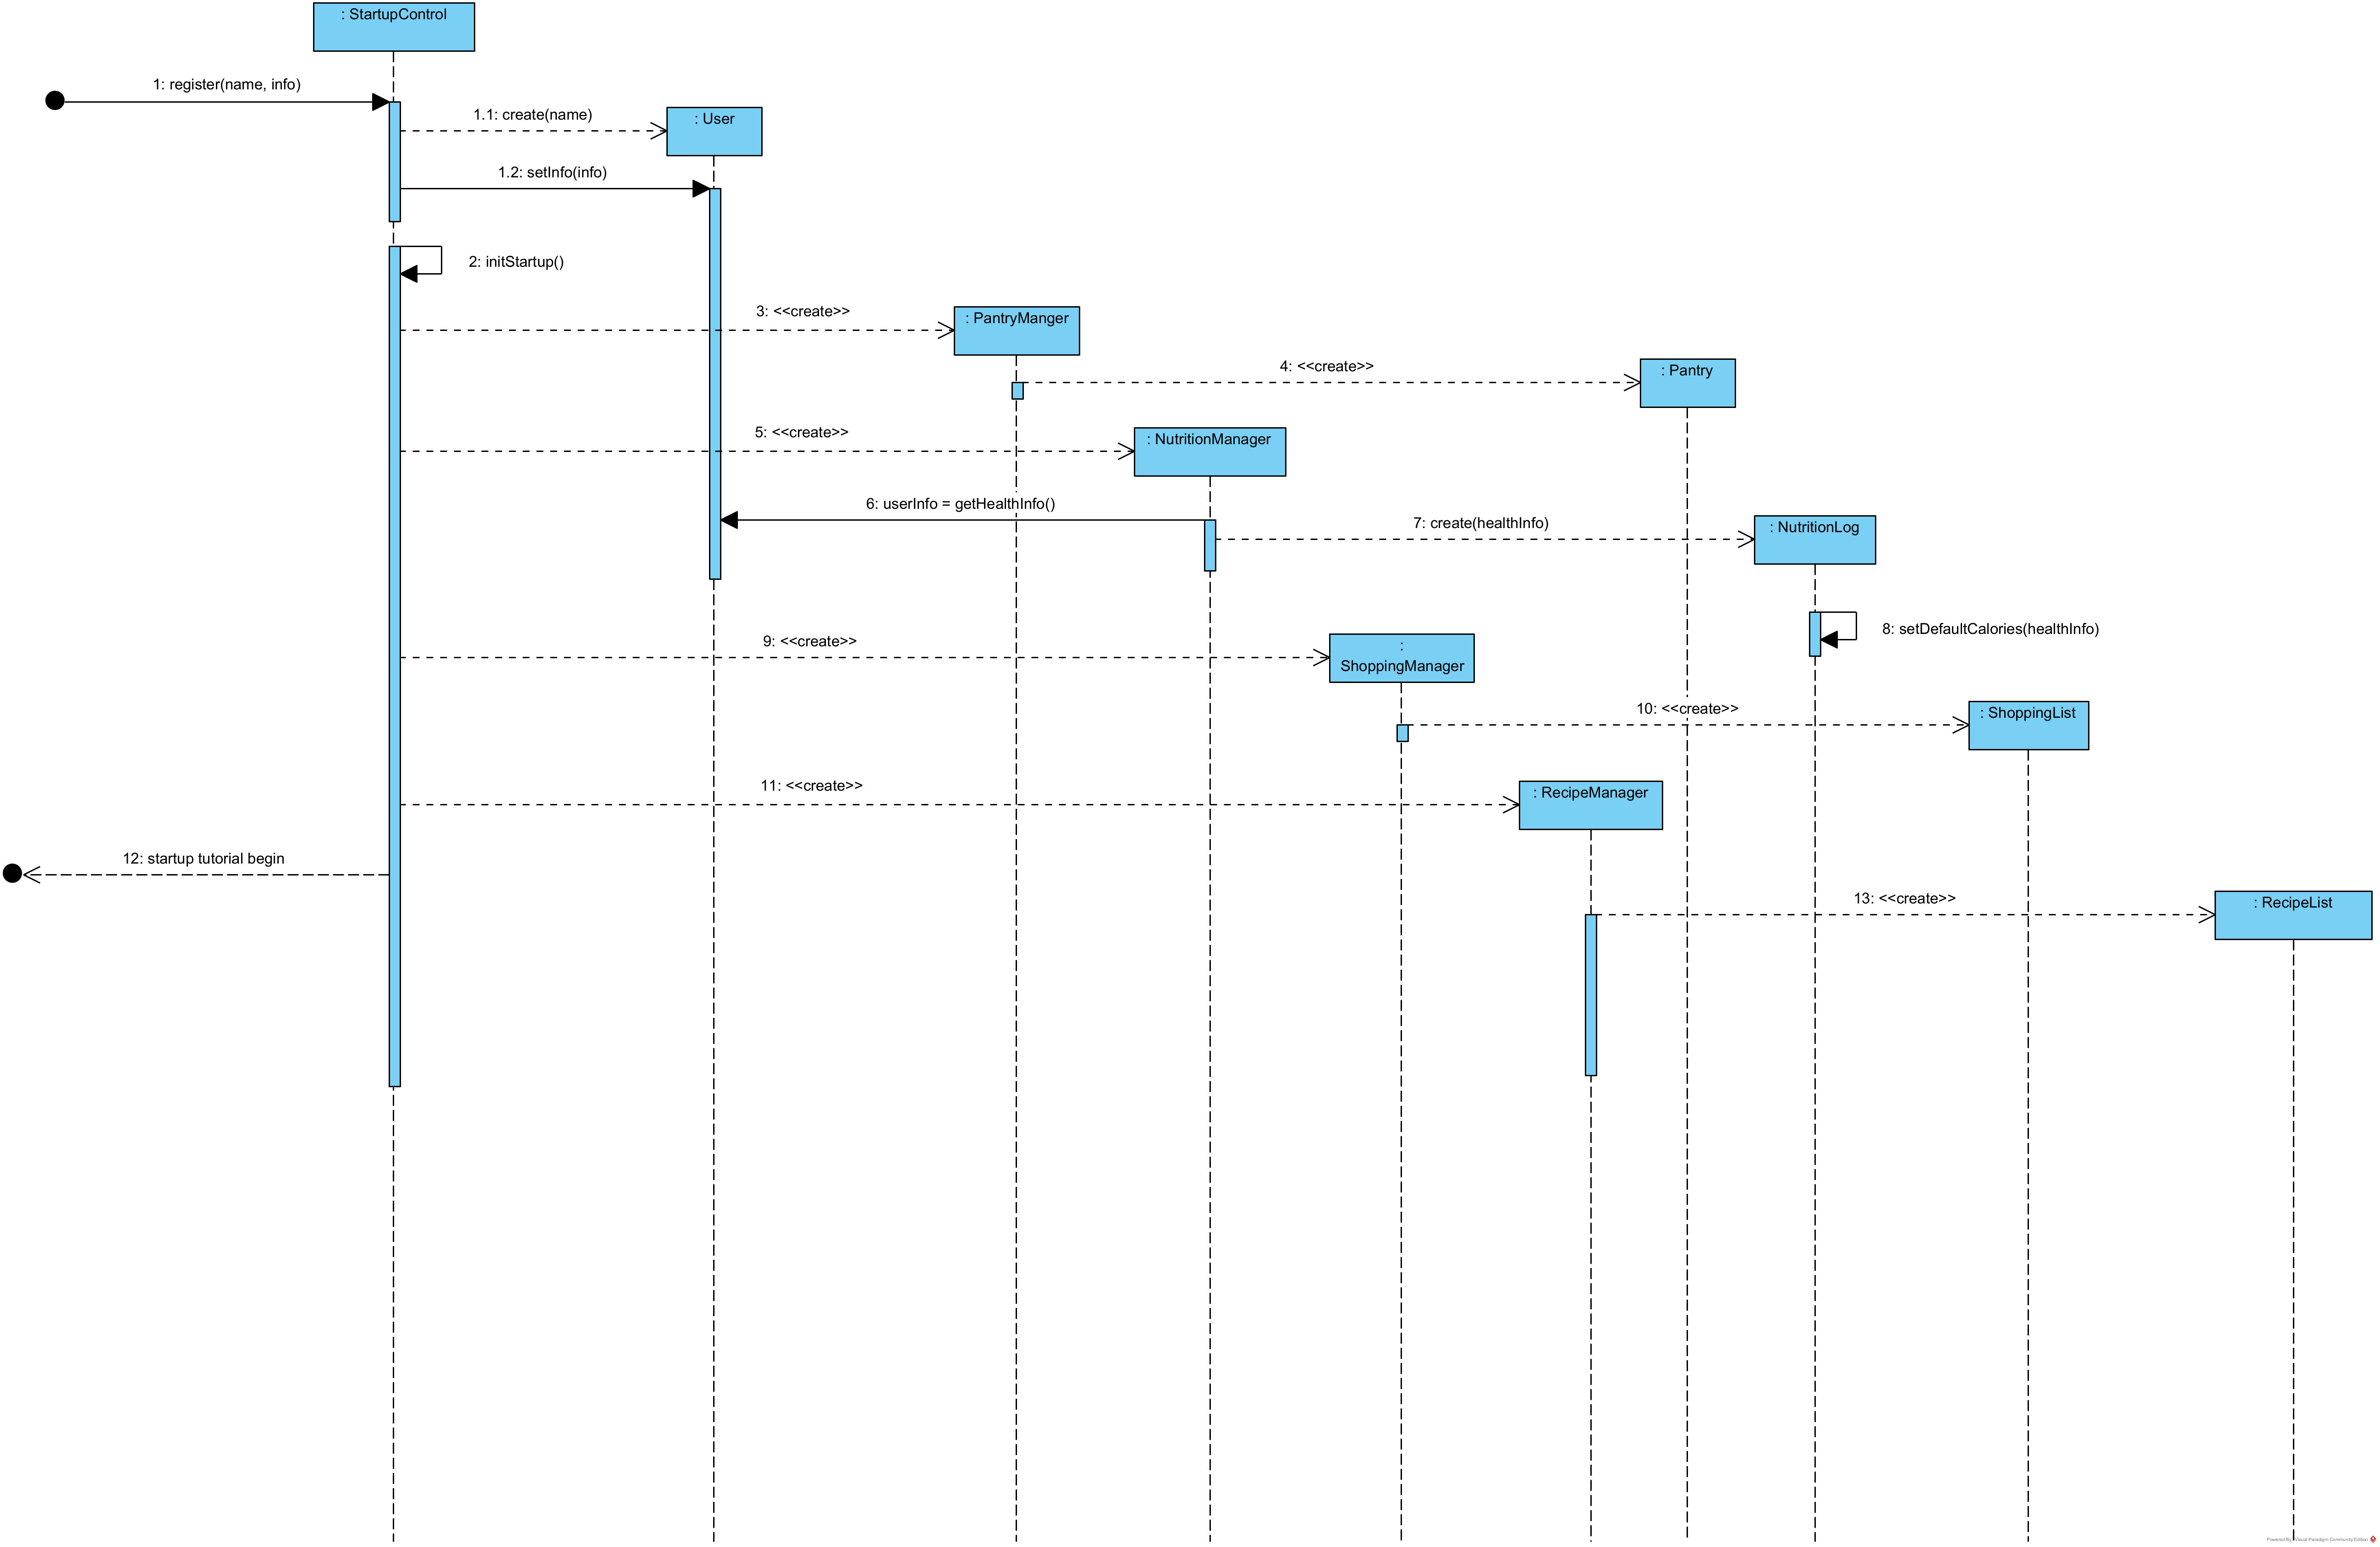 : StartupControl
1: register(name, info)
1.1: create(name)
: User
1.2: setInfo(info)
2: initStartup()
3: <<create>>
: PantryManger
4: <<create>>
: Pantry
5: <<create>>
: NutritionManager
6: userInfo = getHealthInfo()
7: create(healthInfo)
: NutritionLog
8: setDefaultCalories(healthInfo)
9: <<create>>
:
ShoppingManager
10: <<create>>
: ShoppingList
11: <<create>>
: RecipeManager
12: startup tutorial begin
13: <<create>>
: RecipeList
Powered By Visual Paradigm Community Edition